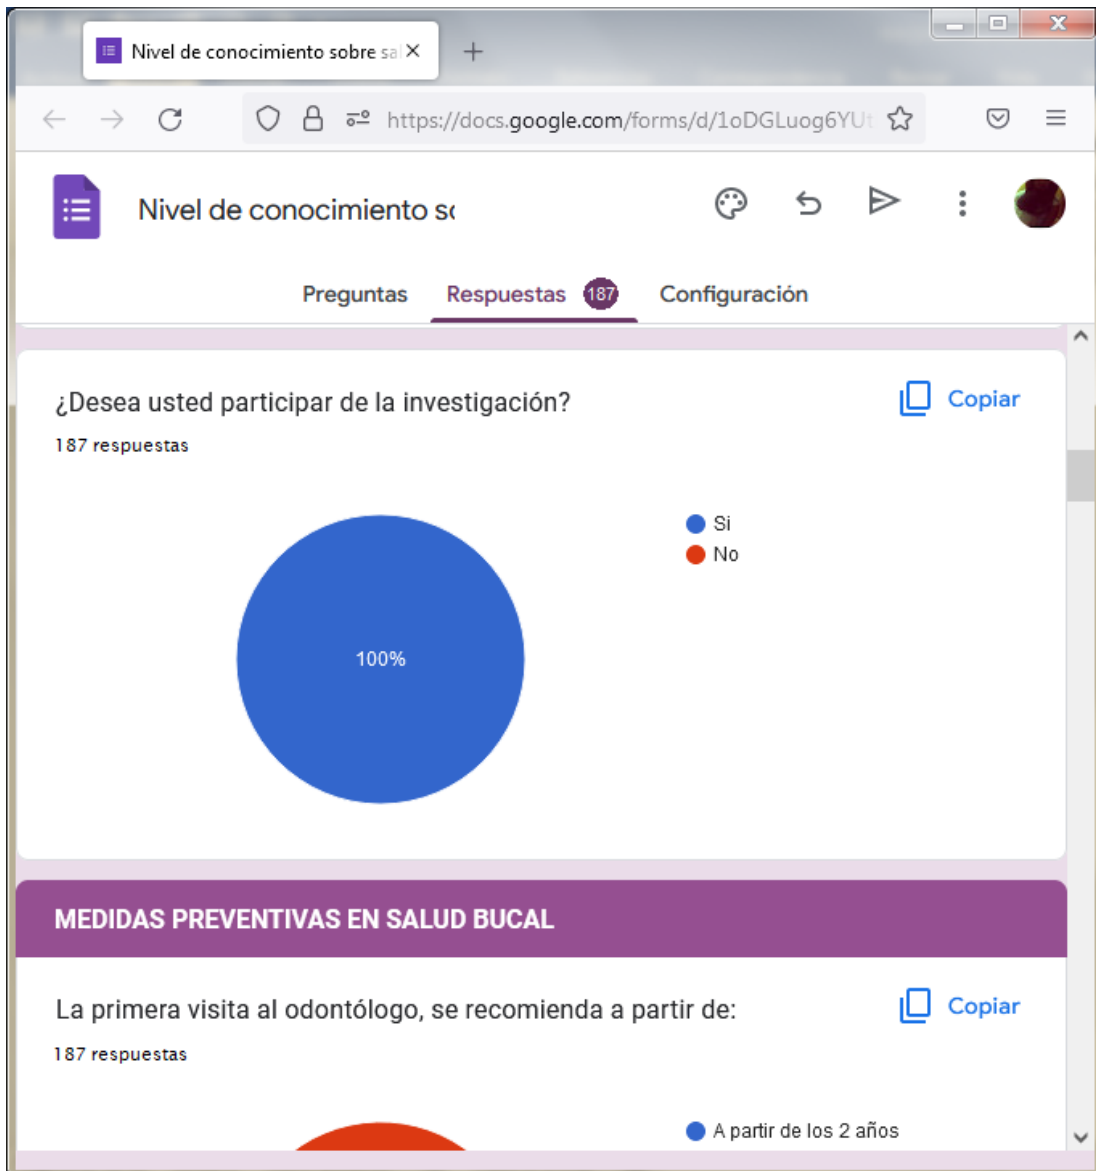 Nivel de conocimiento sobre sal
https://docs.google.com/forms/d/1oDGLuog6YUt
Nivel de conocimiento so
Preguntas Respuestas 187 Configuración
¿Desea usted participar de la investigación? Copiar
187 respuestas
Si
No
100%
MEDIDAS PREVENTIVAS EN SALUD BUCAL
La primera visita al odontólogo, se recomienda a partir de: Copiar
187 respuestas
A partir de los 2 años